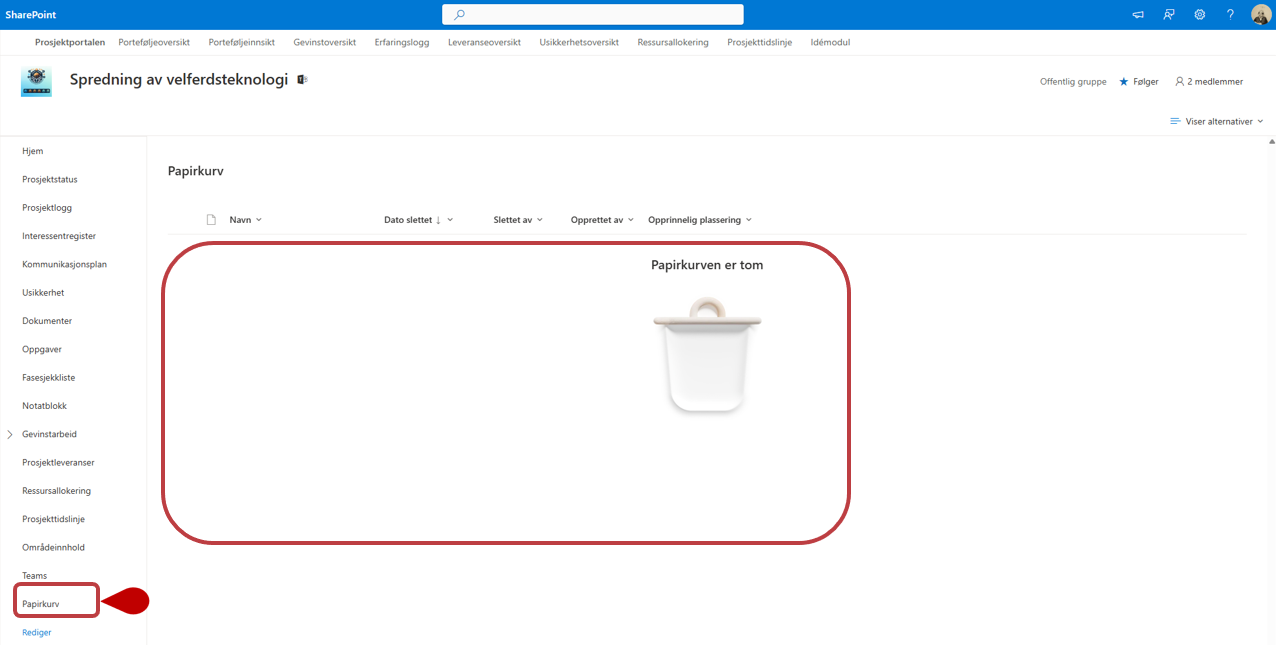 SharePoint
Prosjektportalen Porteføljeoversikt Porteføljeinnsikt Gevinstoversikt Erfaringslogg Leveranseoversikt Usikkerhetsoversikt Ressursallokering Prosjekttidslinje Idémodul
Spredning av velferdsteknologi
Offentlig gruppe Følger 2 medlemmer
Viser alternativer
Hjem
Prosjektstatus
Prosjektlogg
Interessentregister
Kommunikasjonsplan
Usikkerhet
Dokumenter
Oppgaver
Fasesjekkliste
Notatblokk
Gevinstarbeid
Prosjektleveranser
Ressursallokering
Prosjekttidslinje
Områdeinnhold
Teams
Papirkurv
Rediger
Papirkurv
Navn Dato slettet ↓ Slettet av Opprettet av Opprinnelig plassering
Papirkurven er tom